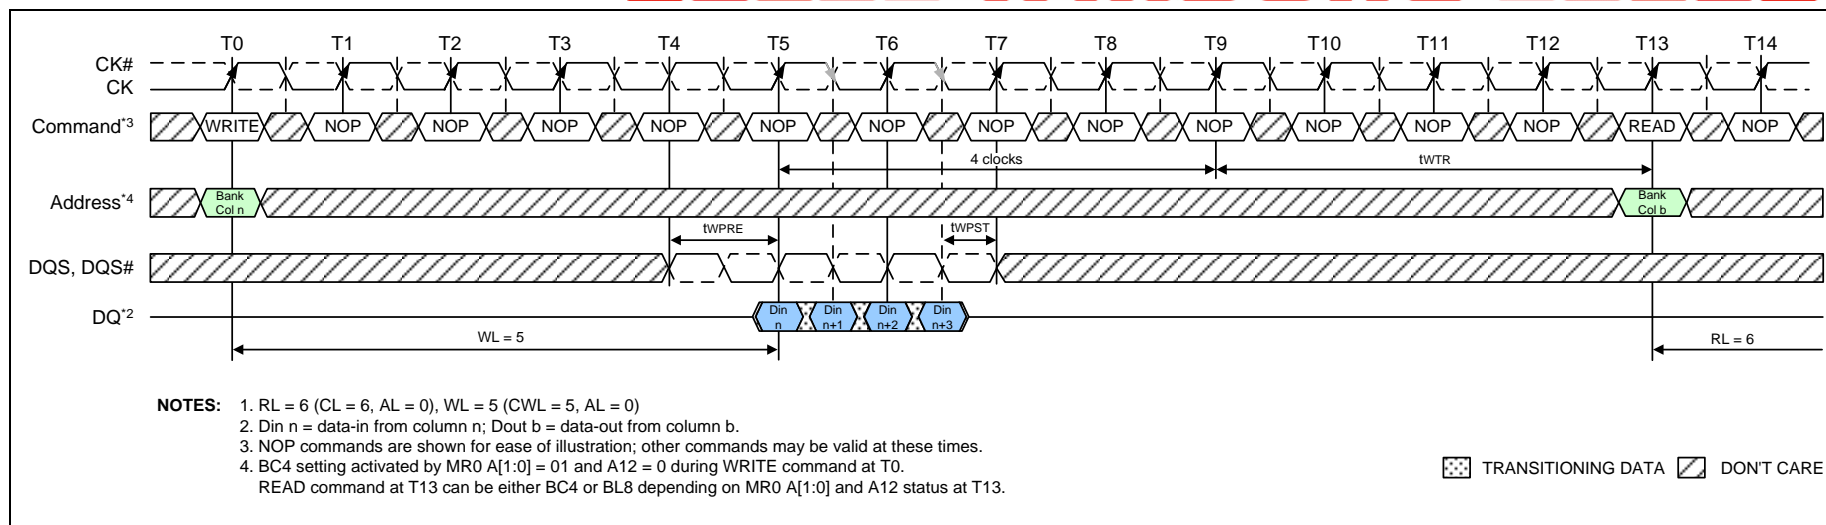 T0 T1 T2 T3 T4 T5 T6 T7 T8 T9 T10 T11 T12 T13 T14
CK#
CK
Command*3 WRITE NOP NOP NOP NOP NOP NOP NOP NOP NOP NOP NOP NOP READ NOP
4 clocks tWTR
Address*4 Bank Col n Bank Col b
tWPRE tWPST
DQS, DQS#
DQ*2 Din n Din n+1 Din n+2 Din n+3
WL = 5 RL = 6
NOTES: 1. RL = 6 (CL = 6, AL = 0), WL = 5 (CWL = 5, AL = 0)
2. Din n = data-in from column n; Dout b = data-out from column b.
3. NOP commands are shown for ease of illustration; other commands may be valid at these times.
4. BC4 setting activated by MR0 A[1:0] = 01 and A12 = 0 during WRITE command at T0.
READ command at T13 can be either BC4 or BL8 depending on MR0 A[1:0] and A12 status at T13.
TRANSITIONING DATA DON'T CARE